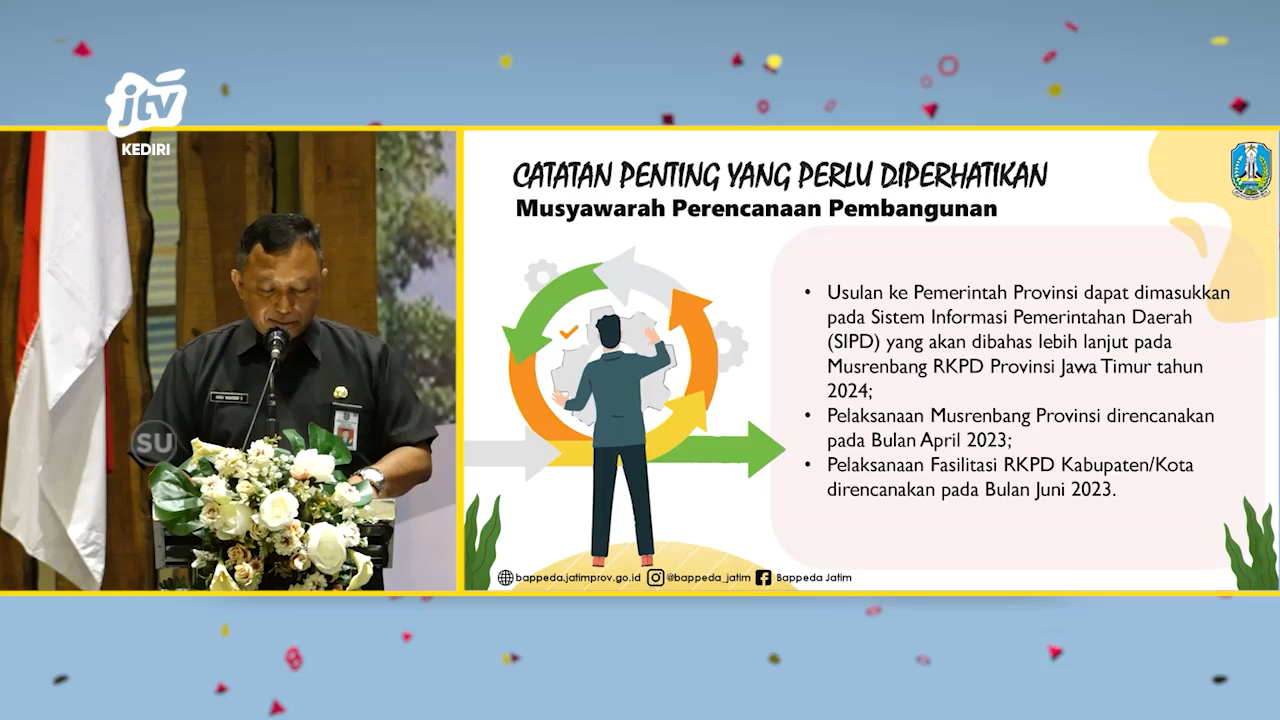 jtv
KEDIRI
SU
CATATAN PENTING YANG PERLU DIPERHATIKAN
Musyawarah Perencanaan Pembangunan
• Usulan ke Pemerintah Provinsi dapat dimasukkan
pada Sistem Informasi Pemerintahan Daerah
(SIPD) yang akan dibahas lebih lanjut pada
Musrenbang RKPD Provinsi Jawa Timur tahun
2024;
• Pelaksanaan Musrenbang Provinsi direncanakan
pada Bulan April 2023;
• Pelaksanaan Fasilitasi RKPD Kabupaten/Kota
direncanakan pada Bulan Juni 2023.
bappeda.jatimprov.go.id @bappeda_jatim Bappeda Jatim